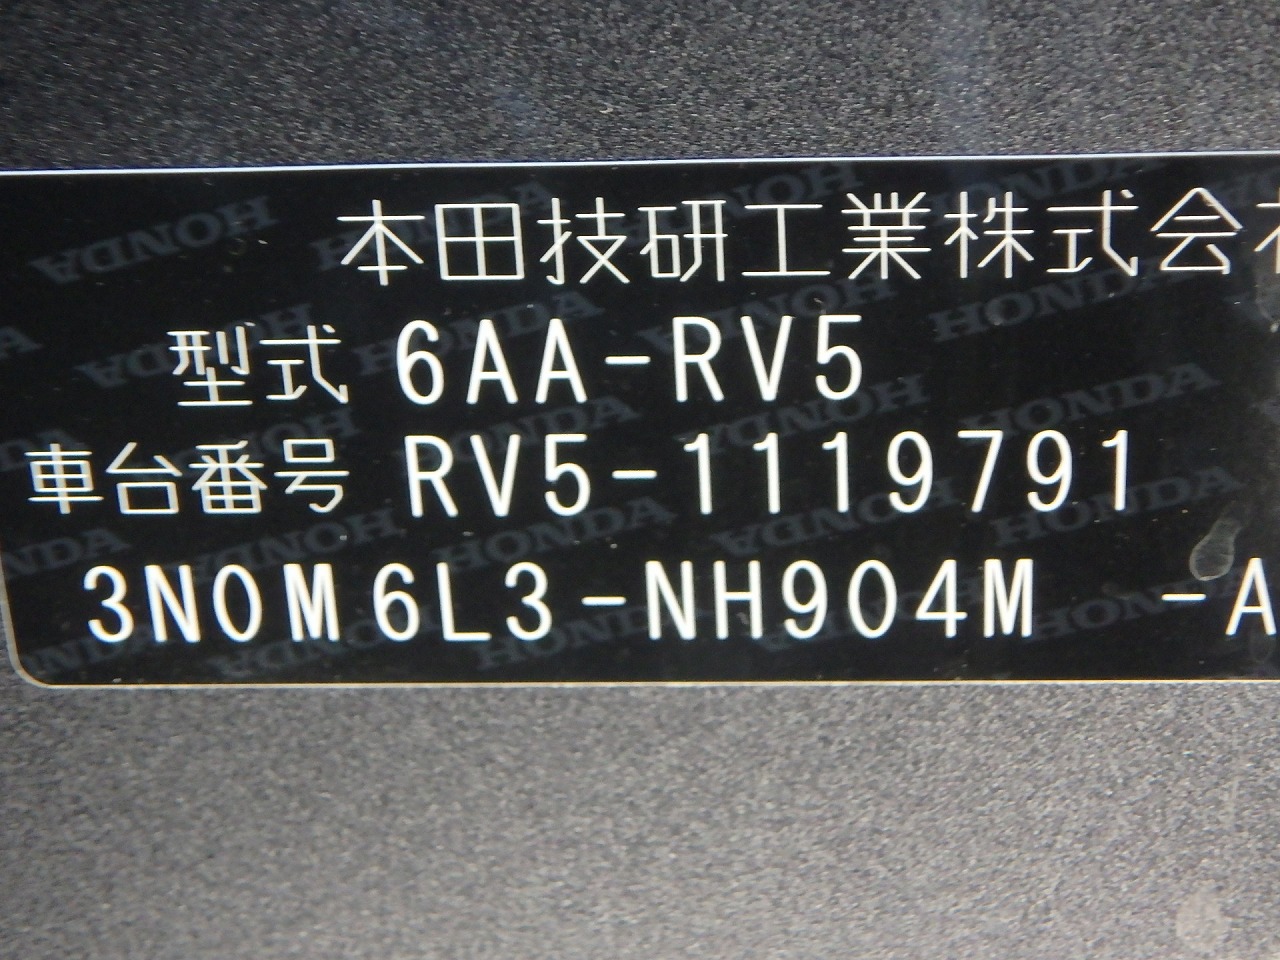 本田技研工業株式会
型式 6AA-RV5
車台番号 RV5-1119791
3N0M6L3-NH904M -A